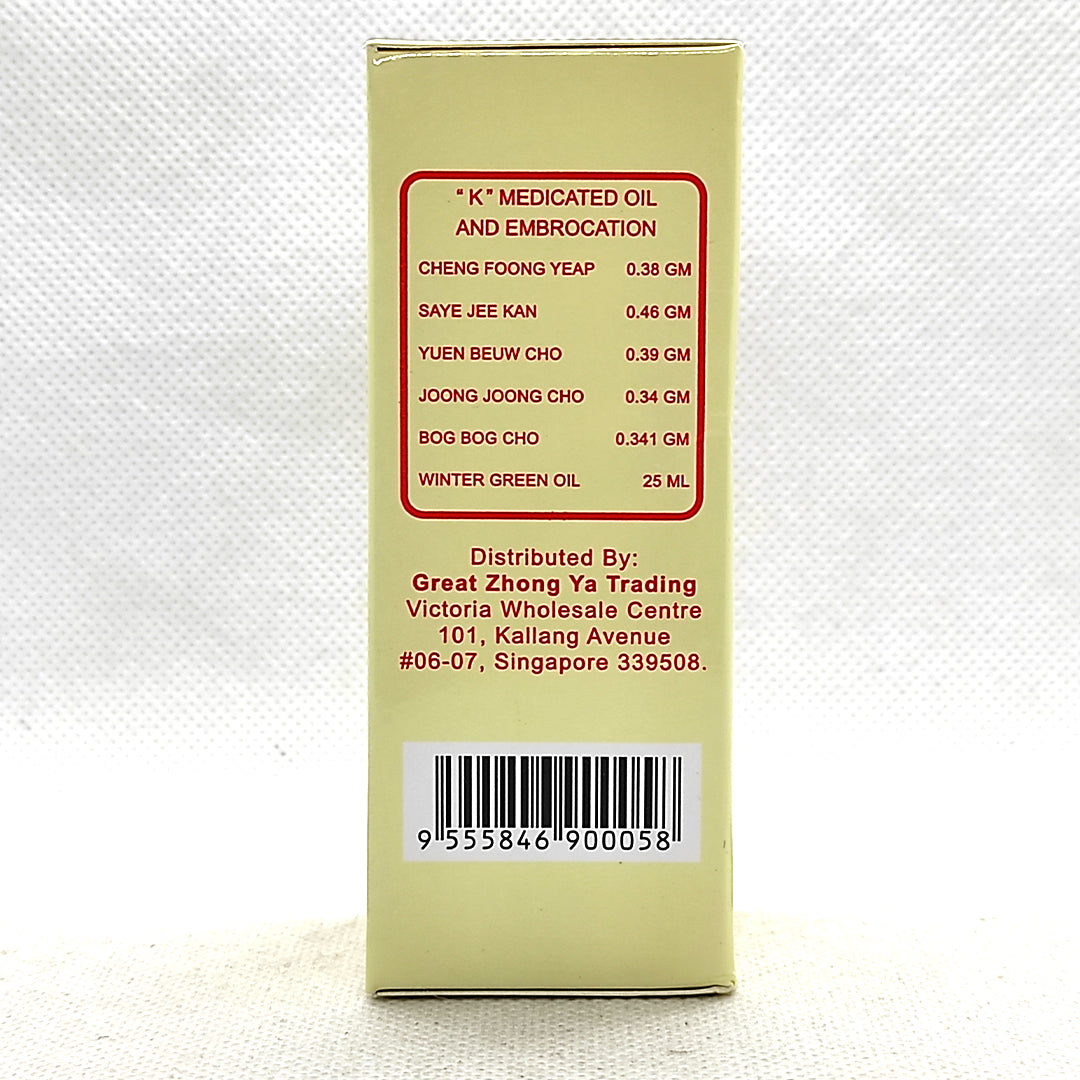 “K” MEDICATED OIL
AND EMBROCATION
CHENG FOONG YEAP 0.38 GM
SAYE JEE KAN 0.46 GM
YUEN BEUW CHO 0.39 GM
JOONG JOONG CHO 0.34 GM
BOG BOG CHO 0.341 GM
WINTER GREEN OIL 25 ML
Distributed By:
Great Zhong Ya Trading
Victoria Wholesale Centre
101, Kallang Avenue
#06-07, Singapore 339508.
9 555846 900058